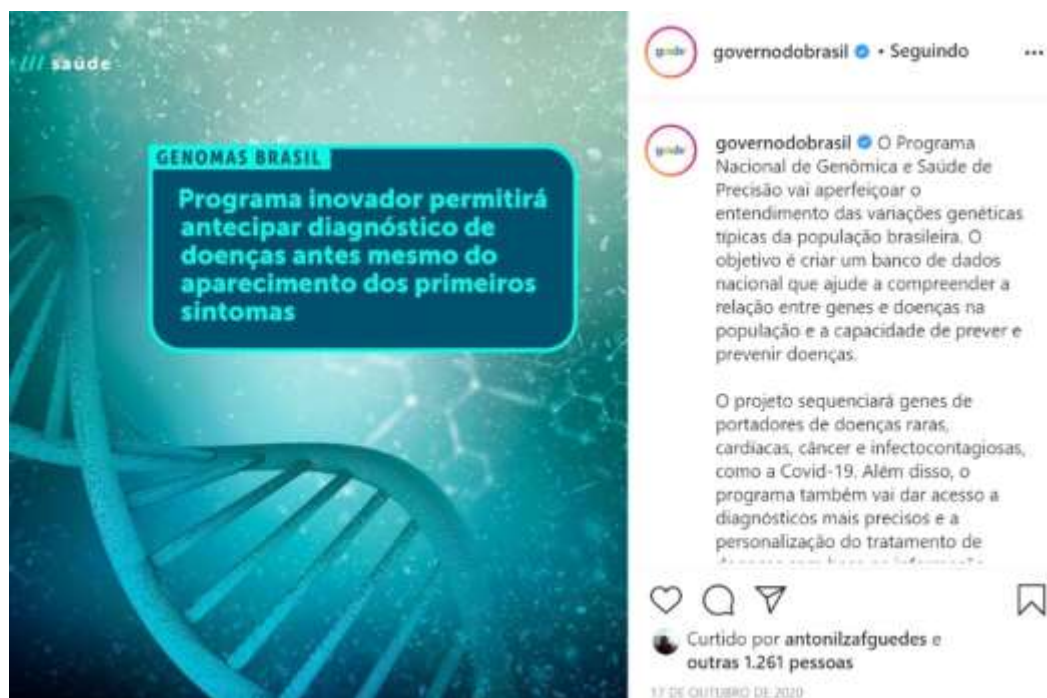 /// saúde
GENOMAS BRASIL
Programa inovador permitirá
antecipar diagnóstico de
doenças antes mesmo do
aparecimento dos primeiros
sintomas
governodobrasil • Seguindo
governodobrasil O Programa
Nacional de Genômica e Saúde de
Precisão vai aperfeiçoar o
entendimento das variações genéticas
típicas da população brasileira. O
objetivo é criar um banco de dados
nacional que ajude a compreender a
relação entre genes e doenças na
população e a capacidade de prever e
prevenir doenças.
O projeto sequenciará genes de
portadores de doenças raras,
cardíacas, câncer e infectocontagiosas,
como a Covid-19. Além disso, o
programa também vai dar acesso a
diagnósticos mais precisos e a
personalização do tratamento de
Curtido por antonilzafguedes e
outras 1.261 pessoas
17 DE OUTUBRO DE 2020